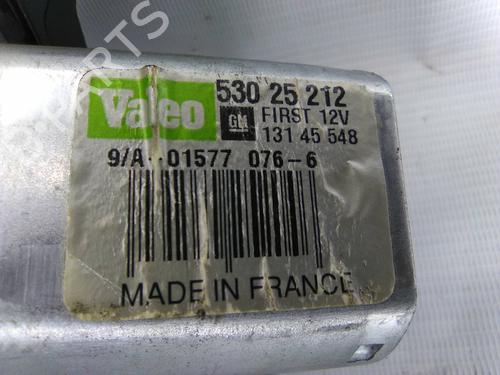 Valeo
530 25 212
GM FIRST 12V
131 45 548
9/A 01577 076-6
MADE IN FRANCE